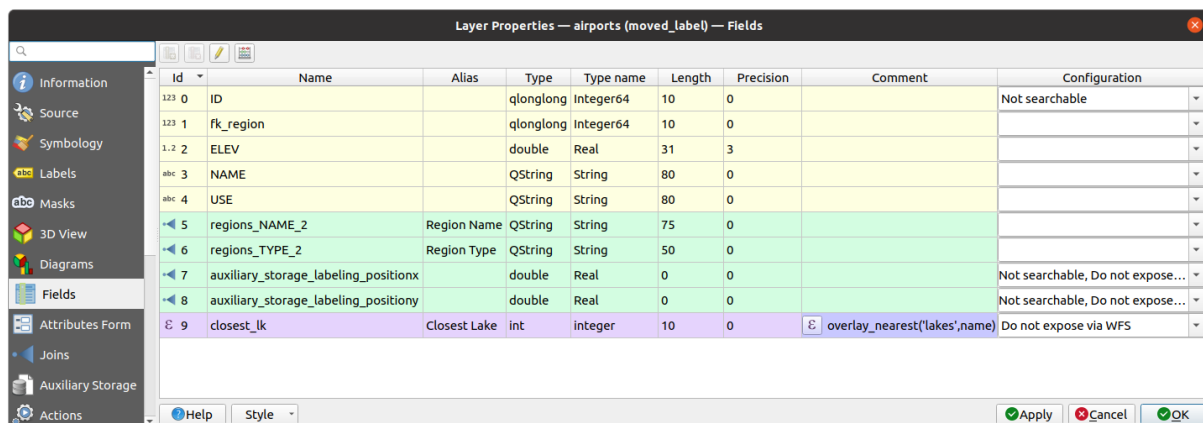 Layer Properties — airports (moved_label) — Fields
Information
Source
Symbology
abc Labels
abc Masks
3D View
Diagrams
Fields
Attributes Form
Joins
Auxiliary Storage
Actions
Id Name Alias Type Type name Length Precision Comment Configuration
123 0 ID qlonglong Integer64 10 0 Not searchable
123 1 fk_region qlonglong Integer64 10 0
1.2 2 ELEV double Real 31 3
abc 3 NAME QString String 80 0
abc 4 USE QString String 80 0
5 regions_NAME_2 Region Name QString String 75 0
6 regions_TYPE_2 Region Type QString String 50 0
7 auxiliary_storage_labeling_positionx double Real 0 0 Not searchable, Do not expose...
8 auxiliary_storage_labeling_positiony double Real 0 0 Not searchable, Do not expose...
ε 9 closest_lk Closest Lake int integer 10 0 ε overlay_nearest('lakes',name) Do not expose via WFS
Help Style Apply Cancel OK